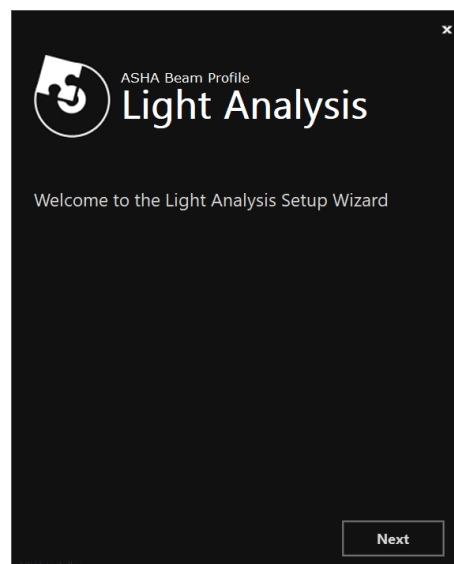 x
ASHA Beam Profile
Light Analysis
Welcome to the Light Analysis Setup Wizard
Next